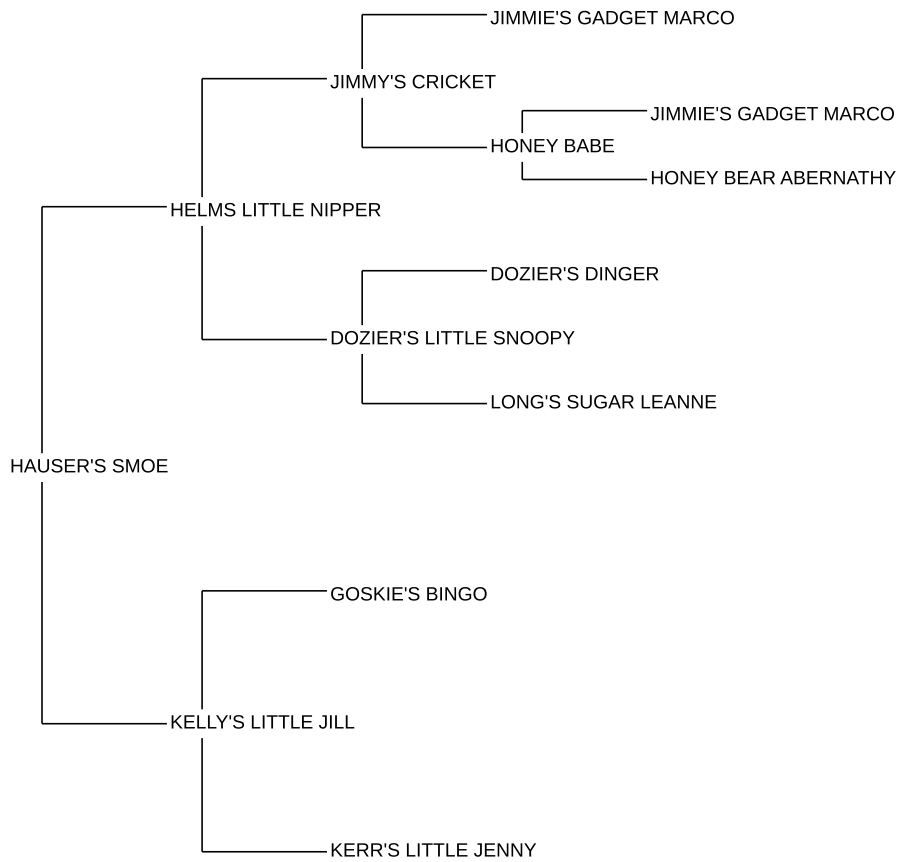 JIMMIE'S GADGET MARCO
JIMMY'S CRICKET
JIMMIE'S GADGET MARCO
HONEY BABE
HONEY BEAR ABERNATHY
HELMS LITTLE NIPPER
DOZIER'S DINGER
DOZIER'S LITTLE SNOOPY
LONG'S SUGAR LEANNE
HAUSER'S SMOE
GOSKIE'S BINGO
KELLY'S LITTLE JILL
KERR'S LITTLE JENNY